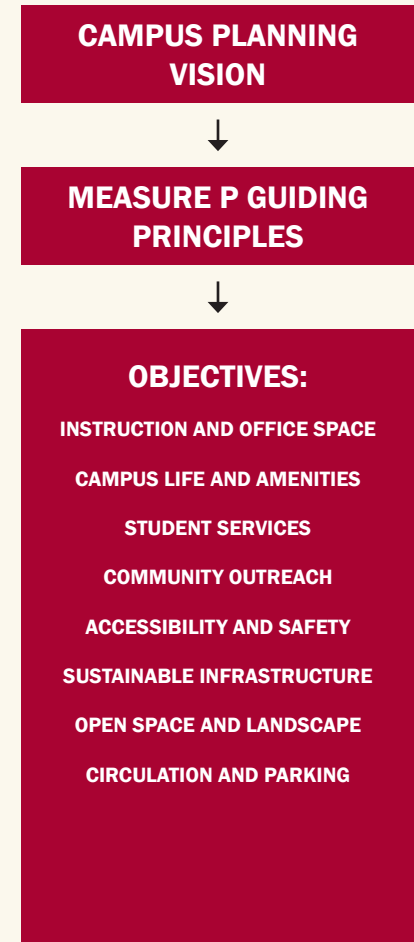 CAMPUS PLANNING
VISION
MEASURE P GUIDING
PRINCIPLES
OBJECTIVES:
INSTRUCTION AND OFFICE SPACE
CAMPUS LIFE AND AMENITIES
STUDENT SERVICES
COMMUNITY OUTREACH
ACCESSIBILITY AND SAFETY
SUSTAINABLE INFRASTRUCTURE
OPEN SPACE AND LANDSCAPE
CIRCULATION AND PARKING